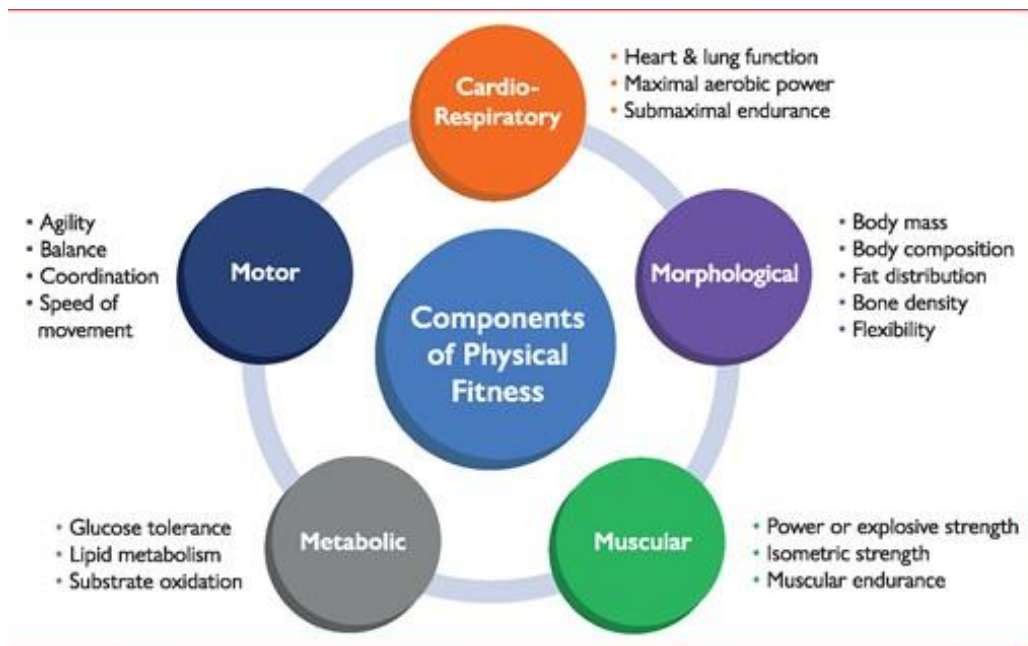 Cardio-
Respiratory
• Heart & lung function
• Maximal aerobic power
• Submaximal endurance
Morphological
• Body mass
• Body composition
• Fat distribution
• Bone density
• Flexibility
Muscular
• Power or explosive strength
• Isometric strength
• Muscular endurance
Metabolic
• Glucose tolerance
• Lipid metabolism
• Substrate oxidation
Motor
• Agility
• Balance
• Coordination
• Speed of
movement
Components
of Physical
Fitness